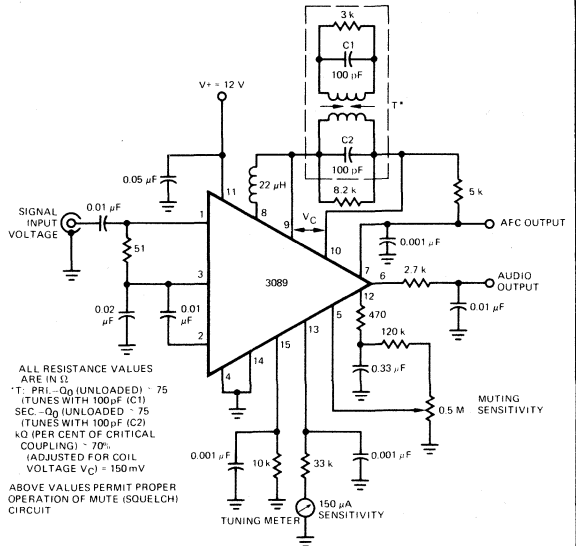 3 k
C1
100 pF
V+ = 12 V
T*
C2
100 pF
0.05 µF
22 µH
8.2 k
5 k
11
SIGNAL
INPUT
VOLTAGE
0.01 µF
8
9
VC
10
1
AFC OUTPUT
0.001 µF
51
7
6
2.7 k
AUDIO
OUTPUT
3
3089
12
0.02
µF
0.01
µF
5
470
0.01 µF
13
120 k
2
15
14
4
0.33 µF
0.5 M
MUTING
SENSITIVITY
ALL RESISTANCE VALUES
ARE IN Ω
*T: PRI.–QO (UNLOADED) ~ 75
(TUNES WITH 100 pF (C1)
SEC.–QO (UNLOADED ~ 75
(TUNES WITH 100 pF (C2)
kQ (PER CENT OF CRITICAL
COUPLING) ~ 70%
(ADJUSTED FOR COIL
VOLTAGE VC) = 150 mV
ABOVE VALUES PERMIT PROPER
OPERATION OF MUTE (SQUELCH)
CIRCUIT
0.001 µF
10 k
33 k
0.001 µF
150 µA
SENSITIVITY
TUNING METER